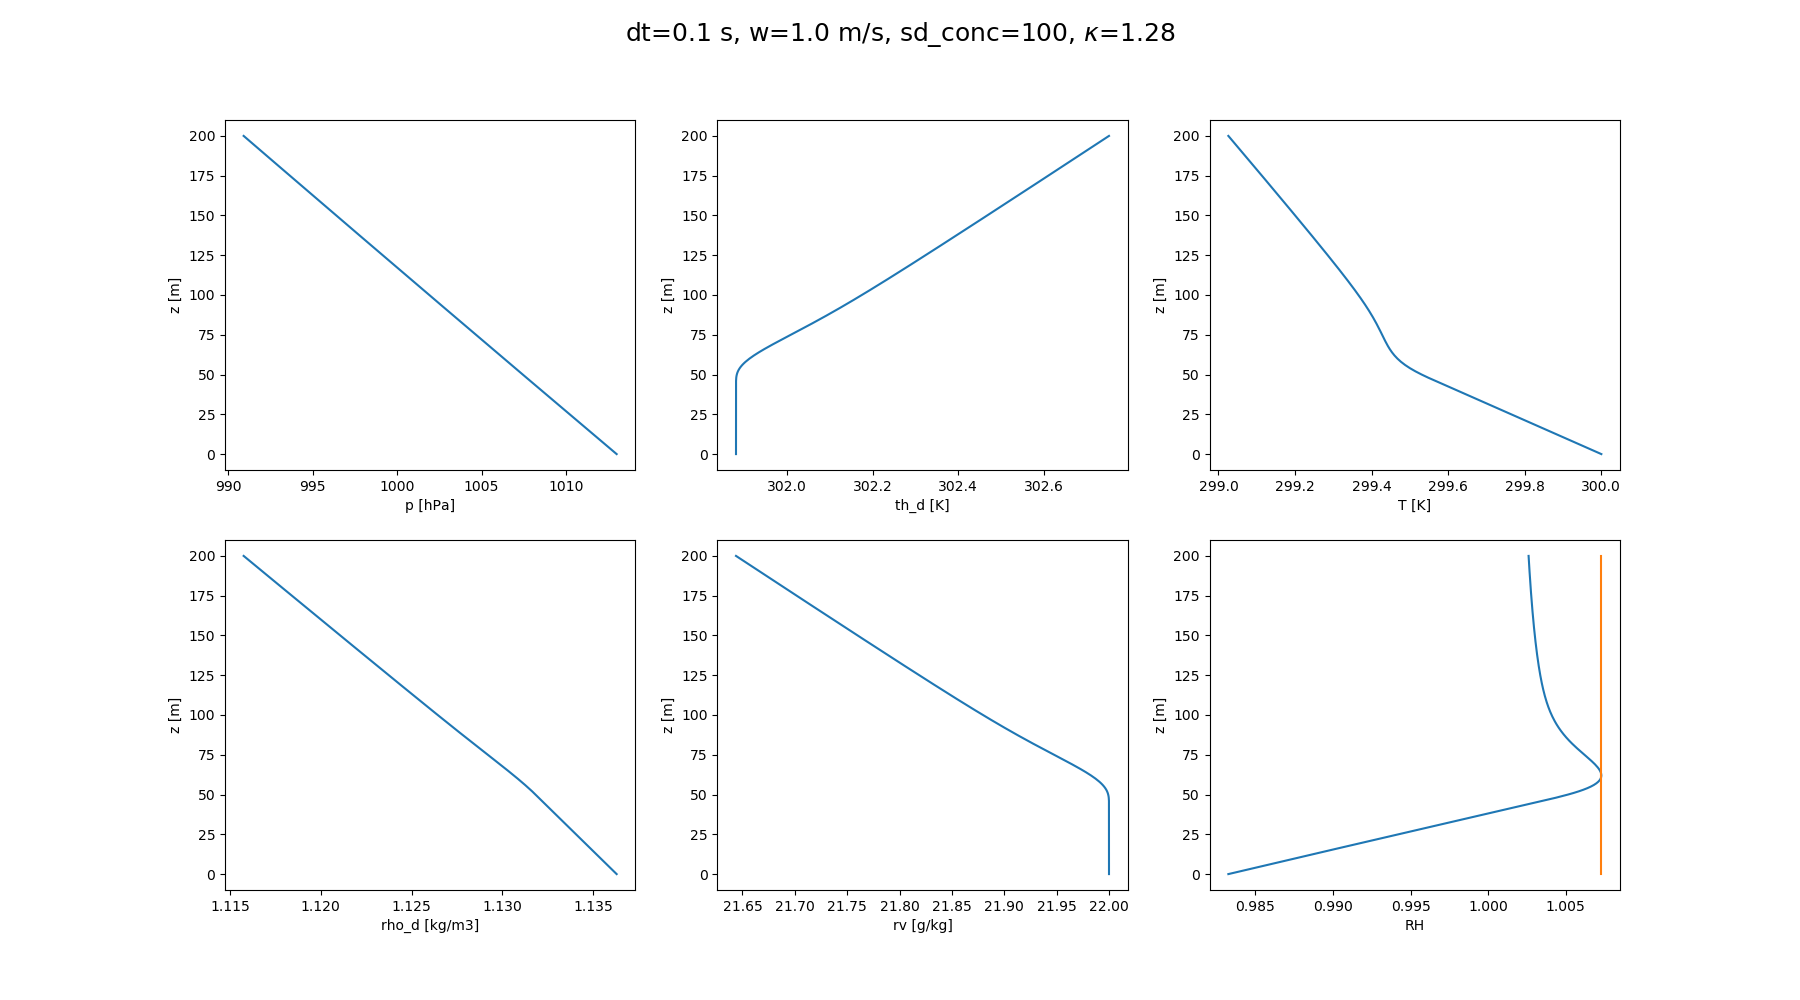 dt=0.1 s, w=1.0 m/s, sd_conc=100, κ=1.28
200
175
150
125
100
75
50
25
0
z [m]
990 995 1000 1005 1010
p [hPa]
200
175
150
125
100
75
50
25
0
z [m]
302.0 302.2 302.4 302.6
th_d [K]
200
175
150
125
100
75
50
25
0
z [m]
299.0 299.2 299.4 299.6 299.8 300.0
T [K]
200
175
150
125
100
75
50
25
0
z [m]
1.115 1.120 1.125 1.130 1.135
rho_d [kg/m3]
200
175
150
125
100
75
50
25
0
z [m]
21.65 21.70 21.75 21.80 21.85 21.90 21.95 22.00
rv [g/kg]
200
175
150
125
100
75
50
25
0
z [m]
0.985 0.990 0.995 1.000 1.005
RH